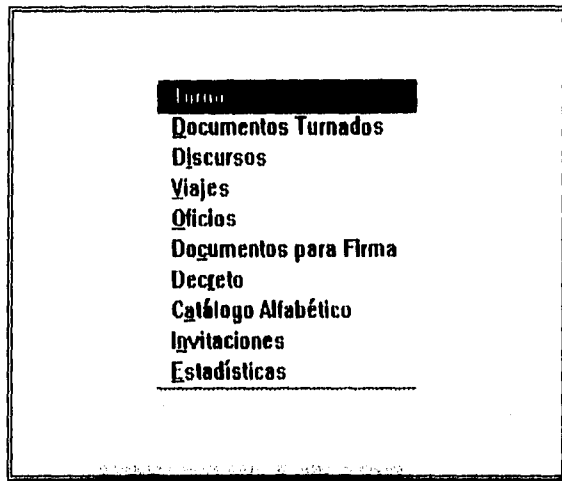 Turno
Documentos Turnados
Discursos
Viajes
Oficios
Documentos para Firma
Decreto
Catálogo Alfabético
Invitaciones
Estadísticas